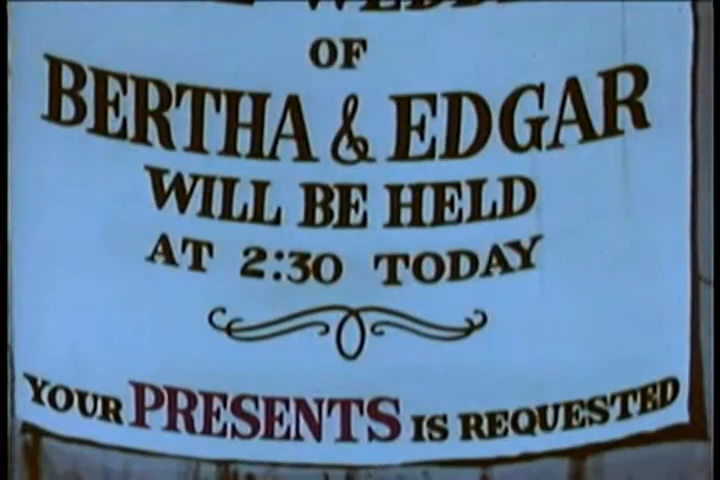 OF
BERTHA & EDGAR
WILL BE HELD
AT 2:30 TODAY
YOUR PRESENTS IS REQUESTED